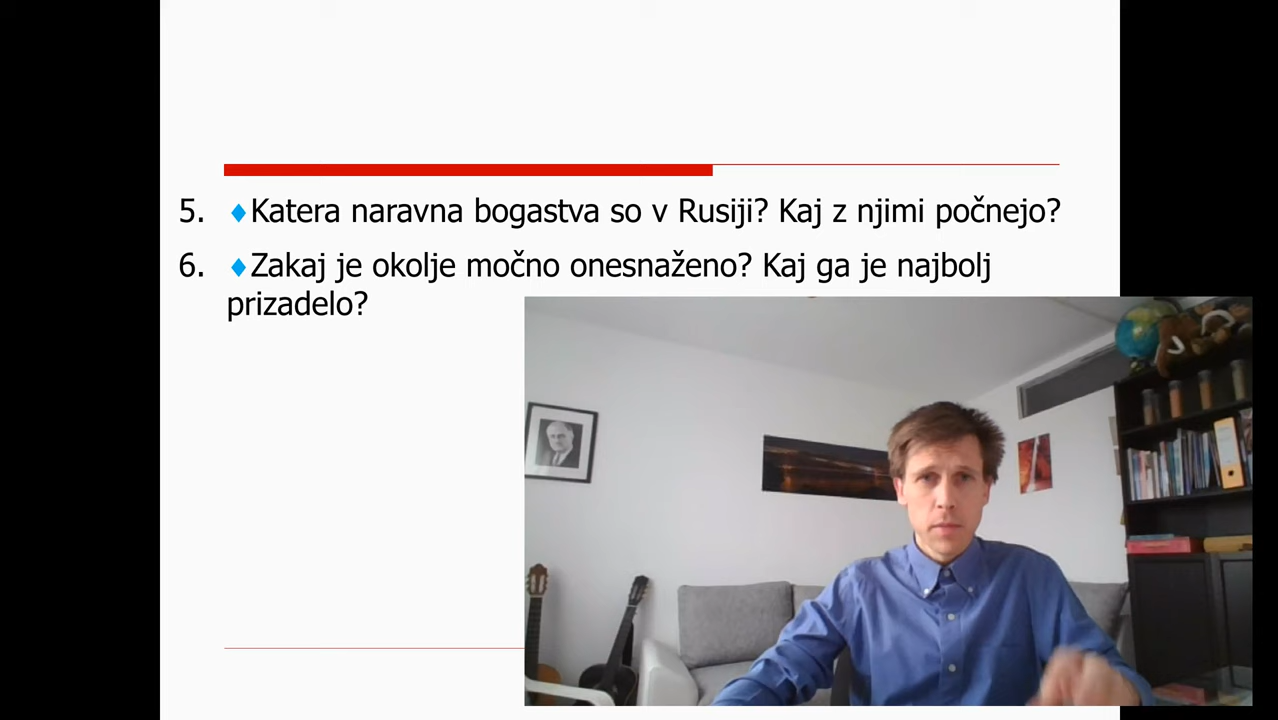 5. ♦Katera naravna bogastva so v Rusiji? Kaj z njimi počnejo?
6. ♦Zakaj je okolje močno onesnaženo? Kaj ga je najbolj
prizadelo?